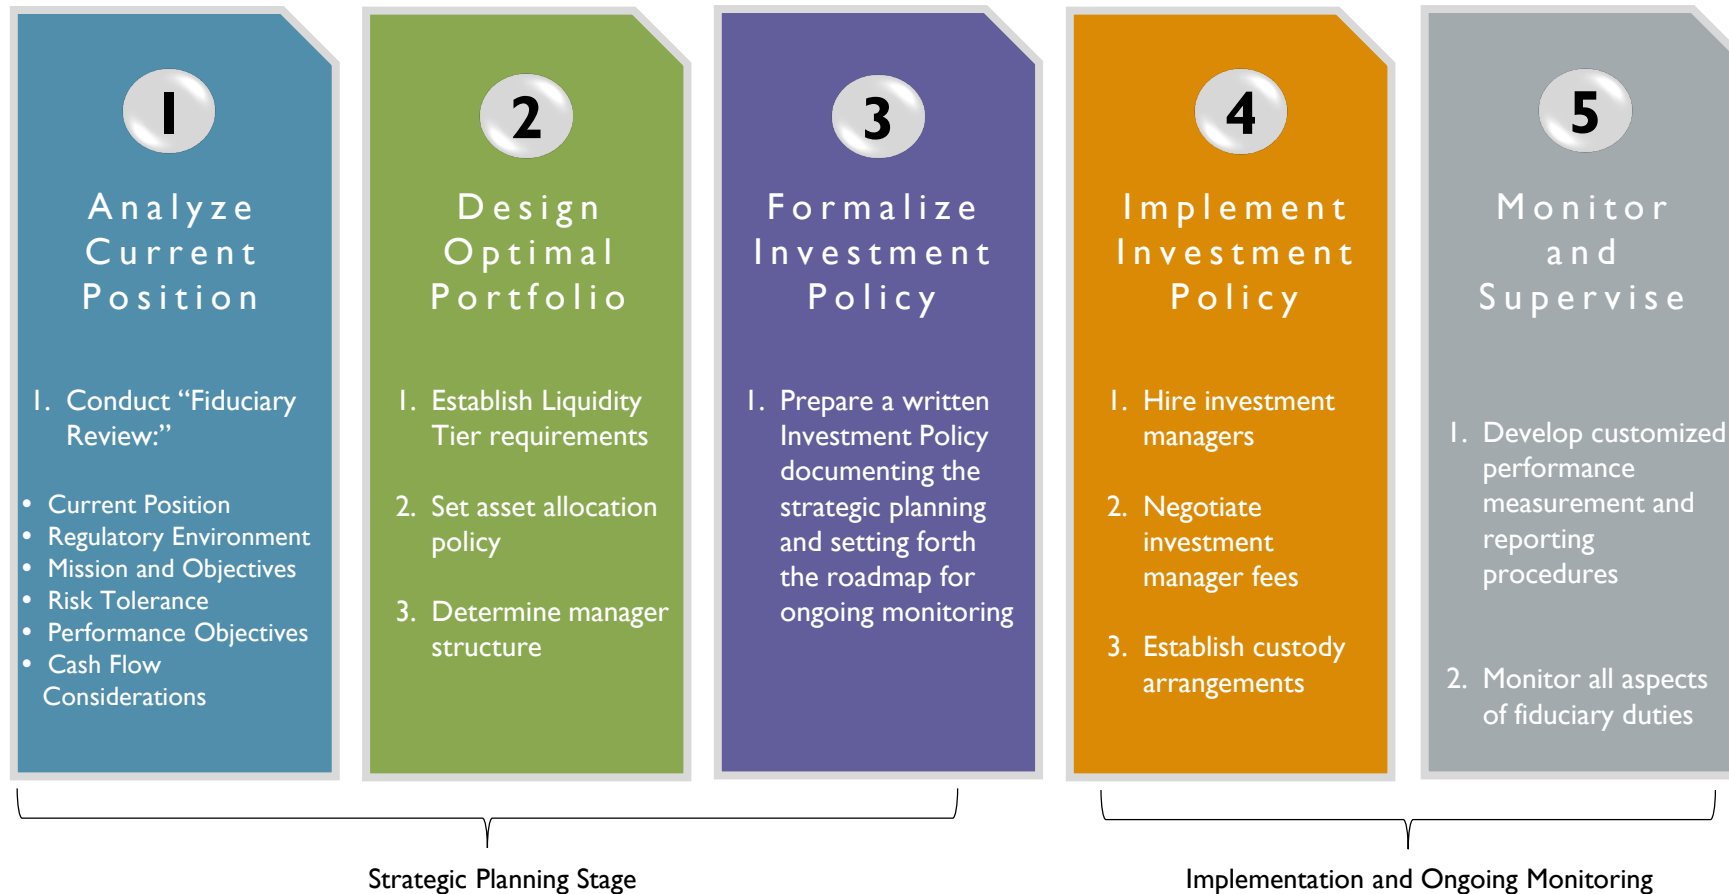 1
Analyze
Current
Position
1. Conduct “Fiduciary
Review:”
• Current Position
• Regulatory Environment
• Mission and Objectives
• Risk Tolerance
• Performance Objectives
• Cash Flow
Considerations
2
Design
Optimal
Portfolio
1. Establish Liquidity
Tier requirements
2. Set asset allocation
policy
3. Determine manager
structure
3
Formalize
Investment
Policy
1. Prepare a written
Investment Policy
documenting the
strategic planning
and setting forth
the roadmap for
ongoing monitoring
4
Implement
Investment
Policy
1. Hire investment
managers
2. Negotiate
investment
manager fees
3. Establish custody
arrangements
5
Monitor
and
Supervise
1. Develop customized
performance
measurement and
reporting
procedures
2. Monitor all aspects
of fiduciary duties
Strategic Planning Stage
Implementation and Ongoing Monitoring